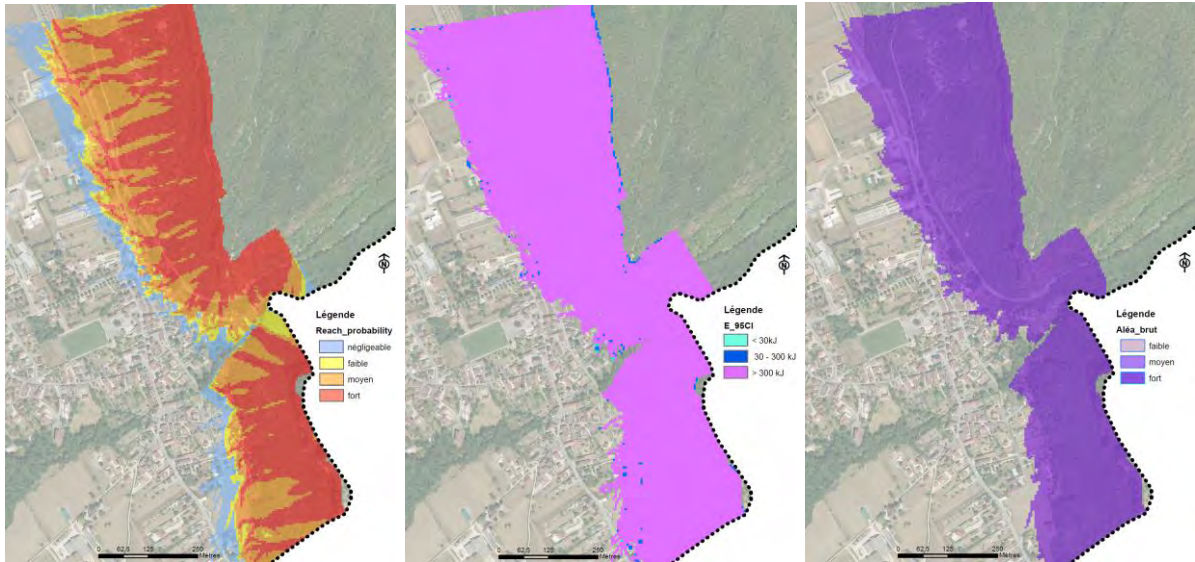 N
Légende
Reach_probability
négligeable
faible
moyen
fort
0 62,5 125 250
Mètres
N
Légende
E_95CI
< 30kJ
30 - 300 kJ
> 300 kJ
0 62,5 125 250
Mètres
N
Légende
Aléa_brut
faible
moyen
fort
0 62,5 125 250
Mètres